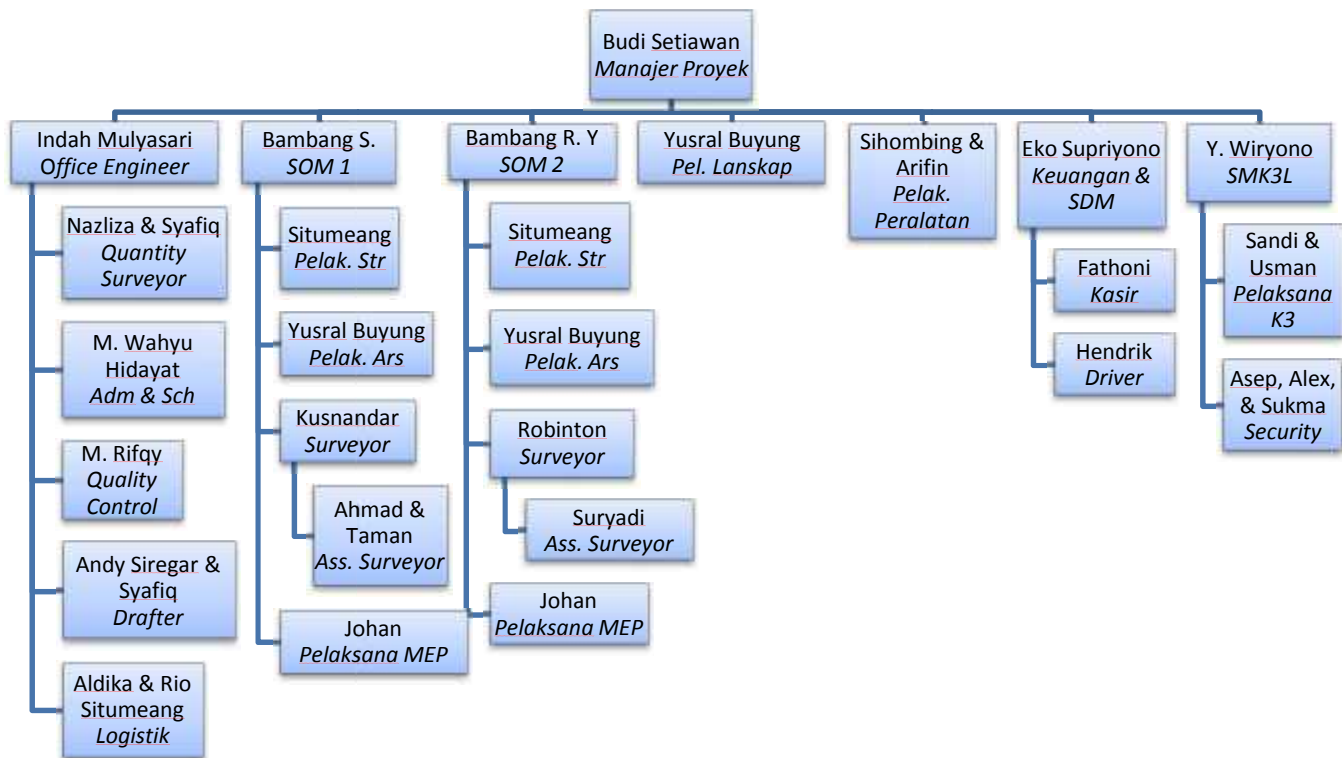 Budi Setiawan
Manajer Proyek
Indah Mulyasari
Office Engineer
Nazliza & Syafiq
Quantity
Surveyor
M. Wahyu
Hidayat
Adm & Sch
M. Rifqy
Quality
Control
Andy Siregar &
Syafiq
Drafter
Aldika & Rio
Situmeang
Logistik
Bambang S.
SOM 1
Situmeang
Pelak. Str
Yusral Buyung
Pelak. Ars
Kusnandar
Surveyor
Ahmad &
Taman
Ass. Surveyor
Johan
Pelaksana MEP
Bambang R. Y
SOM 2
Situmeang
Pelak. Str
Yusral Buyung
Pelak. Ars
Robinton
Surveyor
Suryadi
Ass. Surveyor
Johan
Pelaksana MEP
Yusral Buyung
Pel. Lanskap
Sihombing &
Arifin
Pelak.
Peralatan
Eko Supriyono
Keuangan &
SDM
Fathoni
Kasir
Hendrik
Driver
Y. Wiryono
SMK3L
Sandi &
Usman
Pelaksana
K3
Asep, Alex,
& Sukma
Security